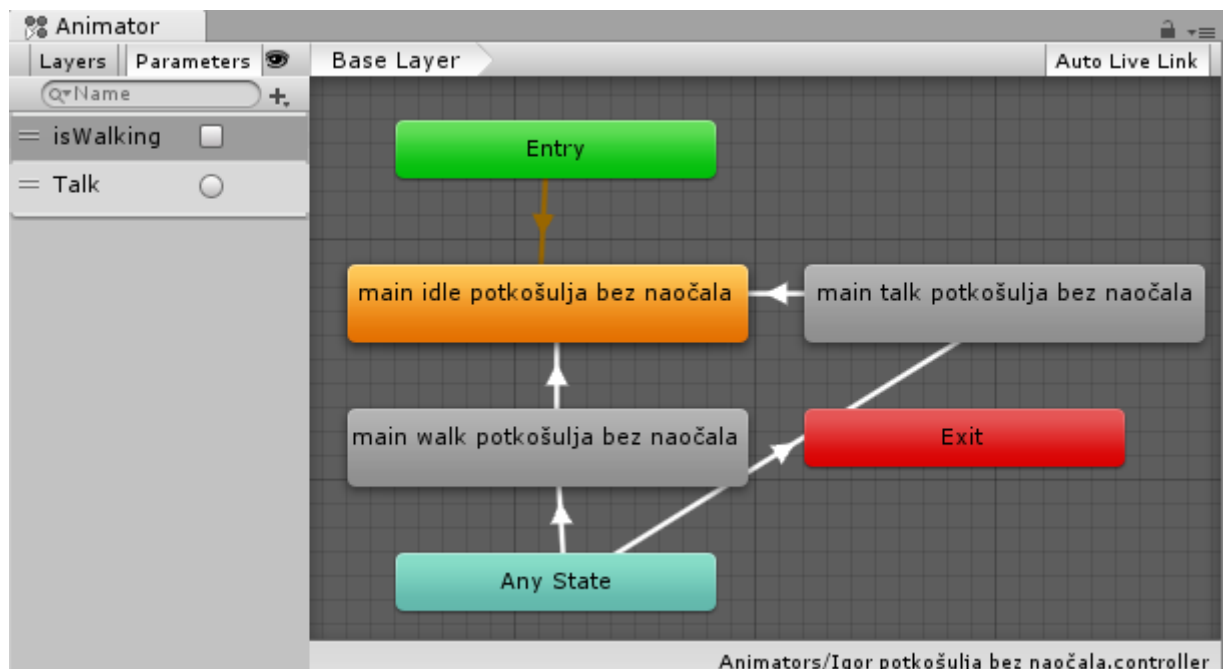 Animator
Layers Parameters Base Layer Auto Live Link
Name
isWalking
Talk
Entry
main idle potkošulja bez naočala main talk potkošulja bez naočala
main walk potkošulja bez naočala Exit
Any State
Animators/Igor potkošulja bez naočala.controller